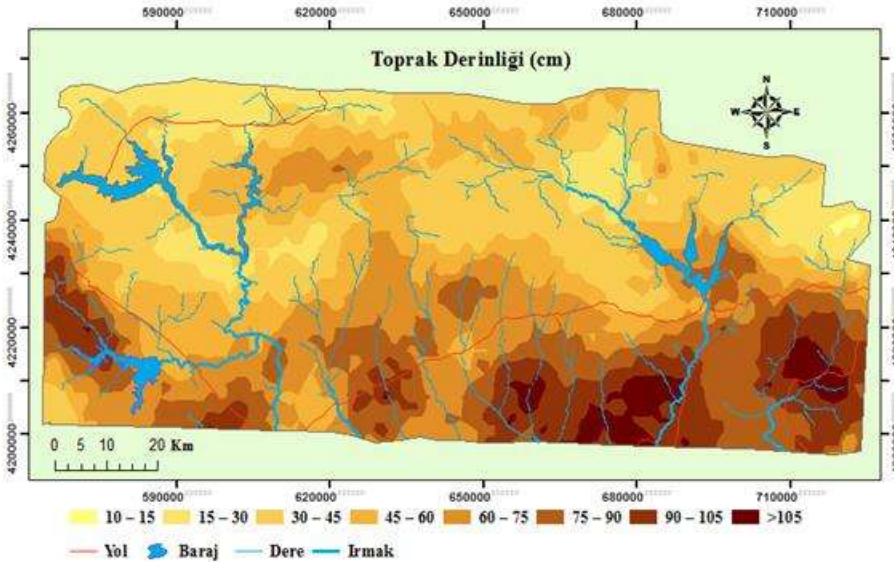 590000 620000 650000 680000 710000
Toprak Derinliği (cm)
N
W E
S
4260000
4240000
4220000
4200000
0 5 10 20 Km
590000 620000 650000 680000 710000
10 – 15 15 – 30 30 – 45 45 – 60 60 – 75 75 – 90 90 – 105 >105
Yol Baraj Dere Irmak